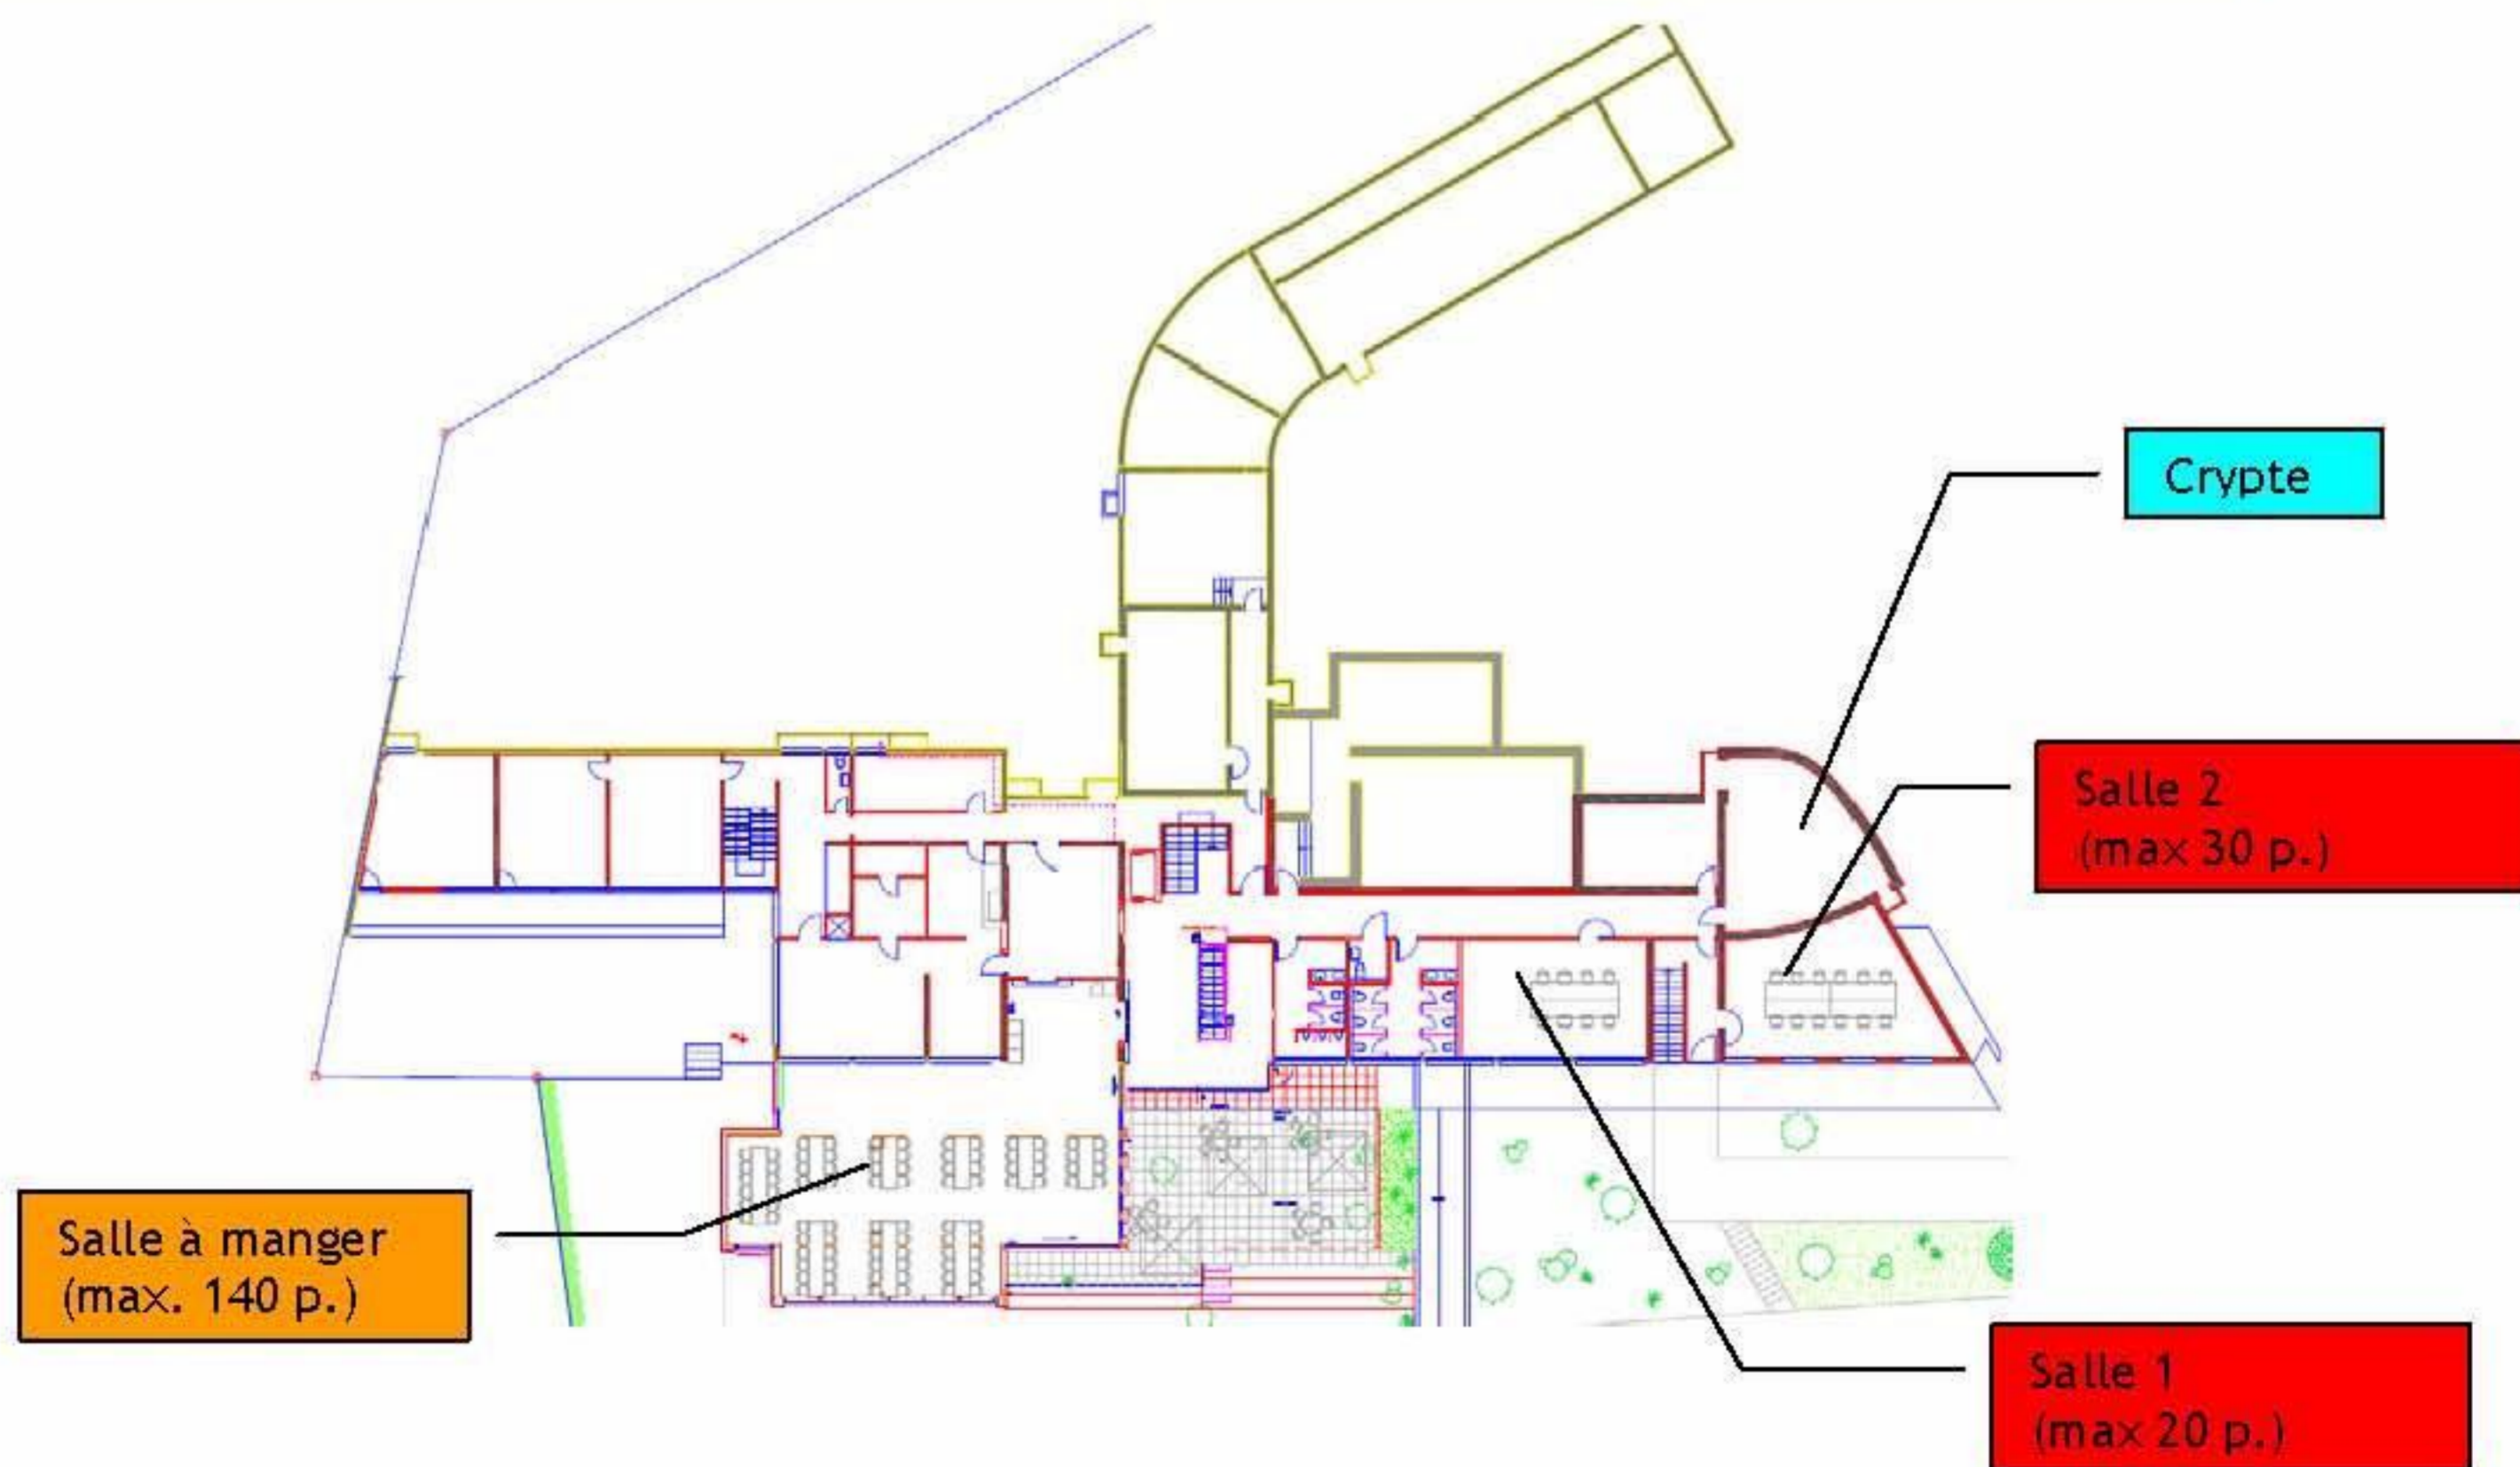 Crypte
Salle 2
(max 30 p.)
Salle à manger
(max. 140 p.)
Salle 1
(max 20 p.)